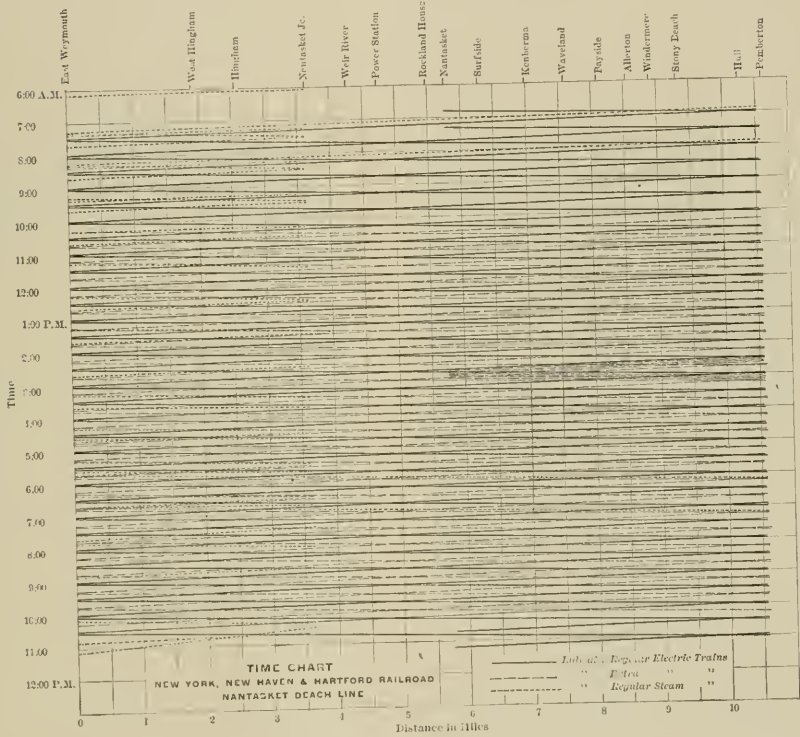 East Weymouth
West Hingham
Hingham
Nantasket Jc.
Weir River
Power Station
Rockland House
Nantasket
Surfside
Kenberma
Waveland
Bayside
Allerton
Windermere
Stony Beach
Hull
Pemberton
6:00 A.M.
7:00
8:00
9:00
10:00
11:00
12:00
1:00 P.M.
2:00
3:00
4:00
5:00
6:00
7:00
8:00
9:00
10:00
11:00
12:00 P.M.
Time
TIME CHART
NEW YORK, NEW HAVEN & HARTFORD RAILROAD
NANTASKET BEACH LINE
Regular Electric Trains
" Extra " "
" Regular Steam "
0 1 2 3 4 5 6 7 8 9 10
Distance in Miles